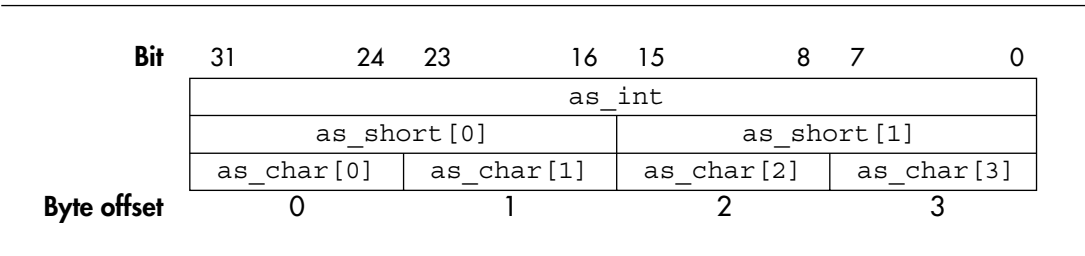 Bit 31 24 23 16 15 8 7 0
as_int
as_short[0] as_short[1]
as_char[0] as_char[1] as_char[2] as_char[3]
Byte offset 0 1 2 3